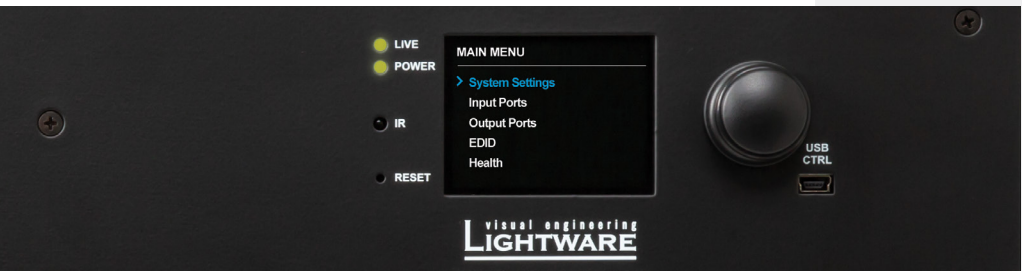 LIVE
POWER
IR
RESET
MAIN MENU
System Settings
Input Ports
Output Ports
EDID
Health
USB
CTRL
visual engineering
LIGHTWARE